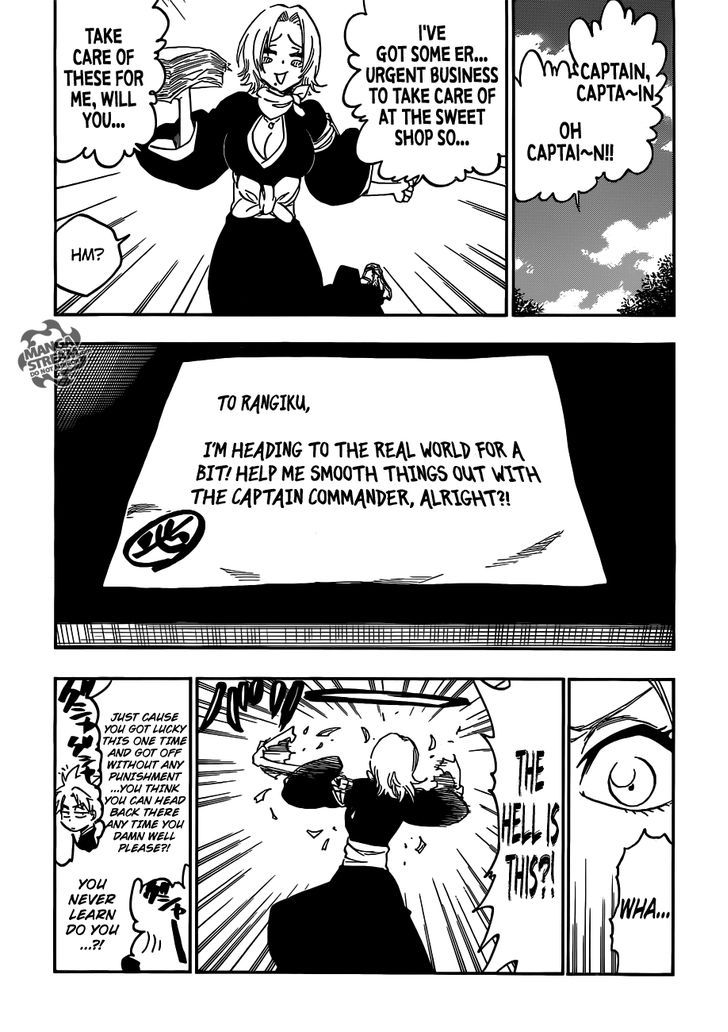 CAPTAIN,
CAPTA~IN
OH
CAPTAI~N!!
I'VE
GOT SOME ER...
URGENT BUSINESS
TO TAKE CARE OF
AT THE SWEET
SHOP SO...
TAKE
CARE OF
THESE FOR
ME, WILL
YOU...
HM?
MANGA
STREAM
TO RANGIKU,
I'M HEADING TO THE REAL WORLD FOR A
BIT! HELP ME SMOOTH THINGS OUT WITH
THE CAPTAIN COMMANDER, ALRIGHT?!
WHA...
THE
HELL IS
THIS?!
JUST CAUSE
YOU GOT LUCKY
THIS ONE TIME
AND GOT OFF
WITHOUT ANY
PUNISHMENT
...YOU THINK
YOU CAN HEAD
BACK THERE
ANY TIME YOU
DAMN WELL
PLEASE?!
YOU
NEVER
LEARN
DO YOU
...?!